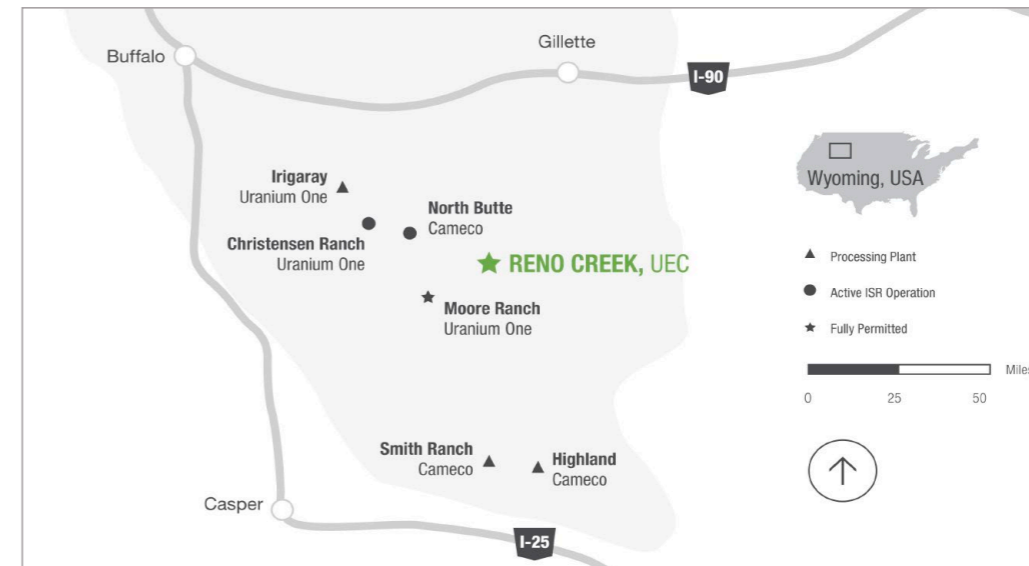 Buffalo
Gillette
I-90
Irigaray
Uranium One
North Butte
Cameco
Christensen Ranch
Uranium One
RENO CREEK, UEC
Moore Ranch
Uranium One
Smith Ranch
Cameco
Highland
Cameco
Casper
I-25
Wyoming, USA
Processing Plant
Active ISR Operation
Fully Permitted
Miles
0 25 50